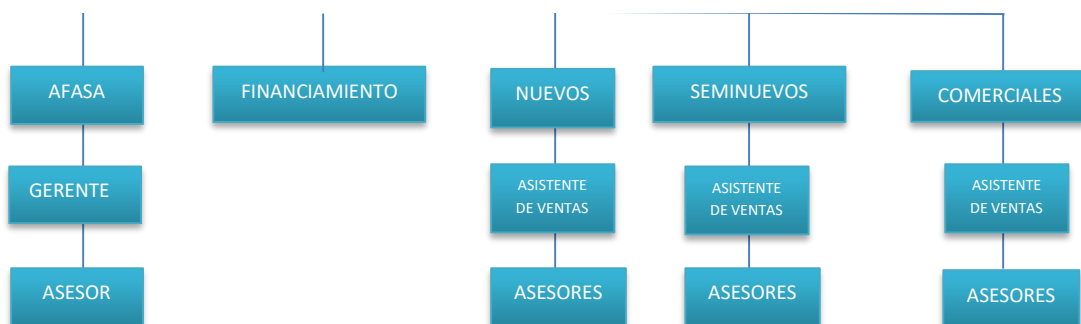 AFASA
FINANCIAMIENTO
NUEVOS
SEMINUEVOS
COMERCIALES
GERENTE
ASISTENTE
DE VENTAS
ASISTENTE
DE VENTAS
ASISTENTE
DE VENTAS
ASESOR
ASESORES
ASESORES
ASESORES